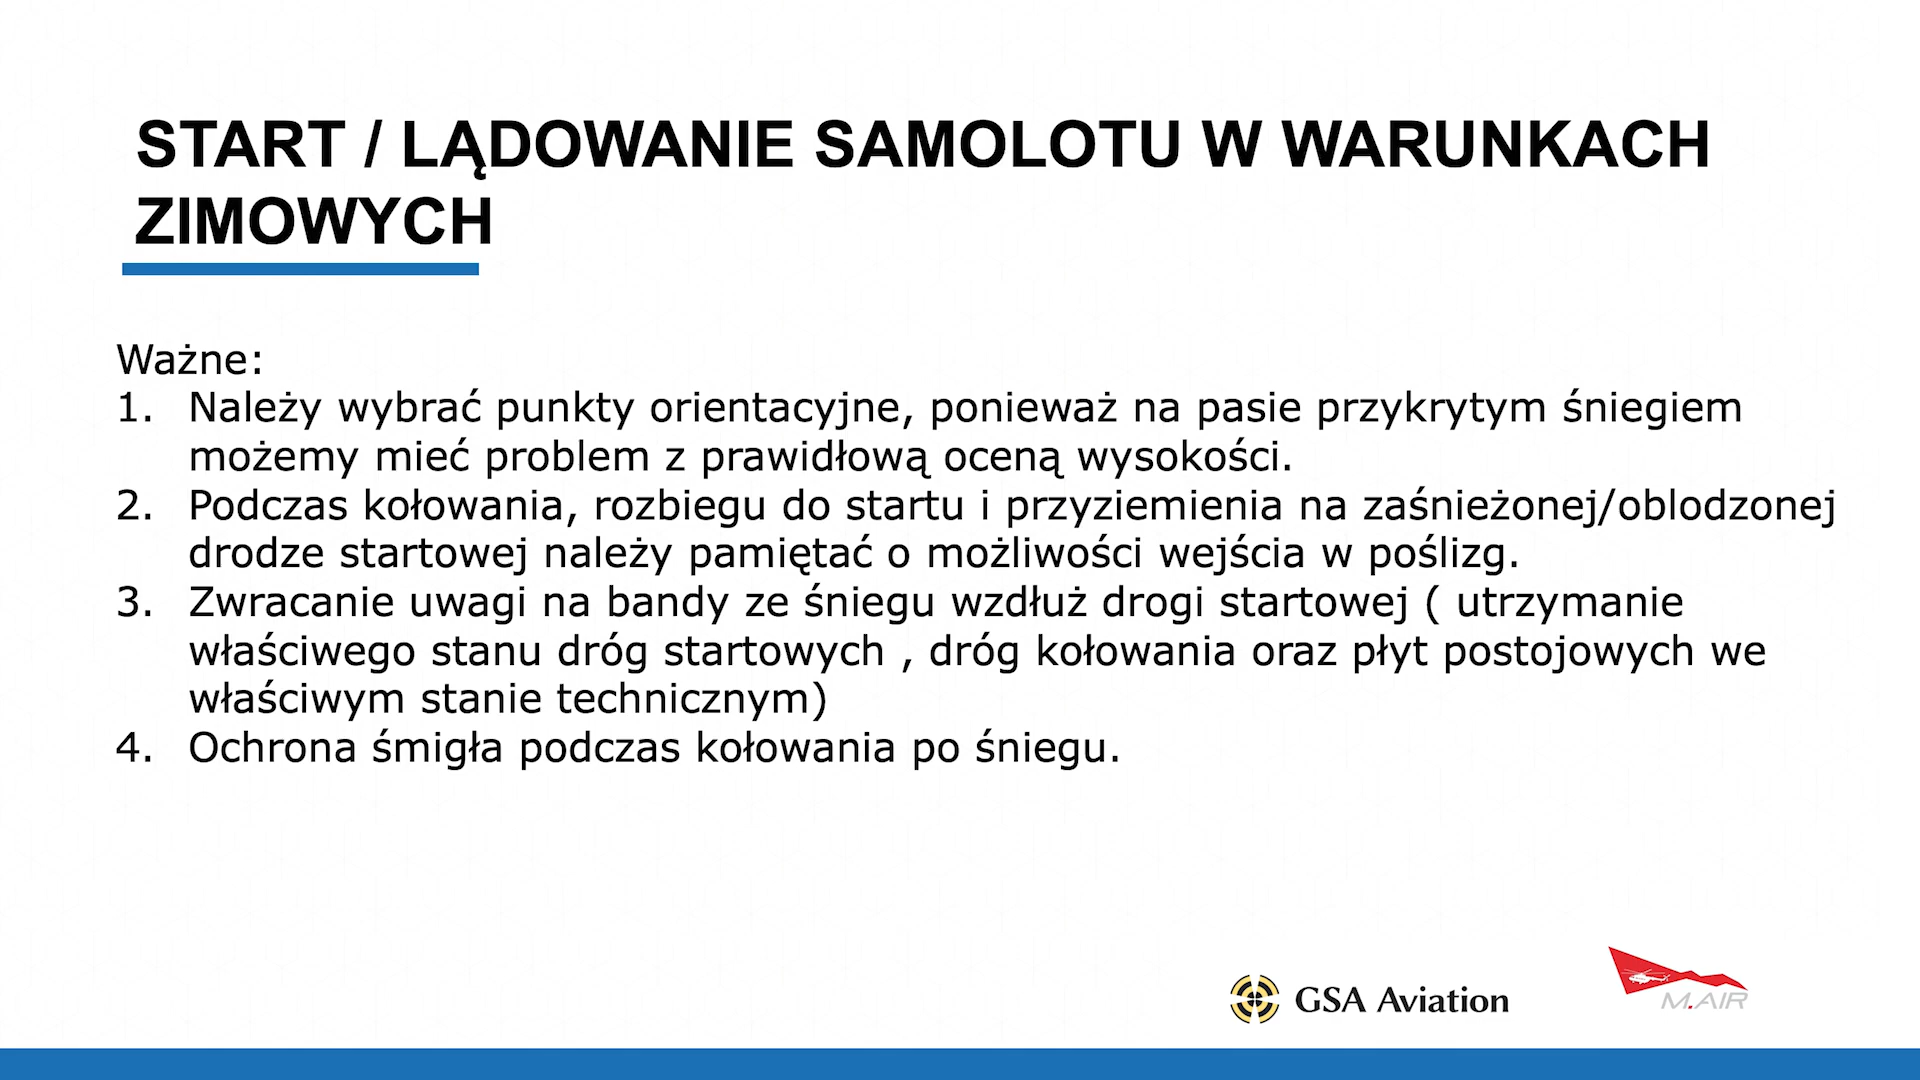 START / LĄDOWANIE SAMOLOTU W WARUNKACH
ZIMOWYCH
Ważne:
1. Należy wybrać punkty orientacyjne, ponieważ na pasie przykrytym śniegiem
możemy mieć problem z prawidłową oceną wysokości.
2. Podczas kołowania, rozbiegu do startu i przyziemienia na zaśnieżonej/oblodzonej
drodze startowej należy pamiętać o możliwości wejścia w poślizg.
3. Zwracanie uwagi na bandy ze śniegu wzdłuż drogi startowej ( utrzymanie
właściwego stanu dróg startowych , dróg kołowania oraz płyt postojowych we
właściwym stanie technicznym)
4. Ochrona śmigła podczas kołowania po śniegu.
GSA Aviation
M.AIR